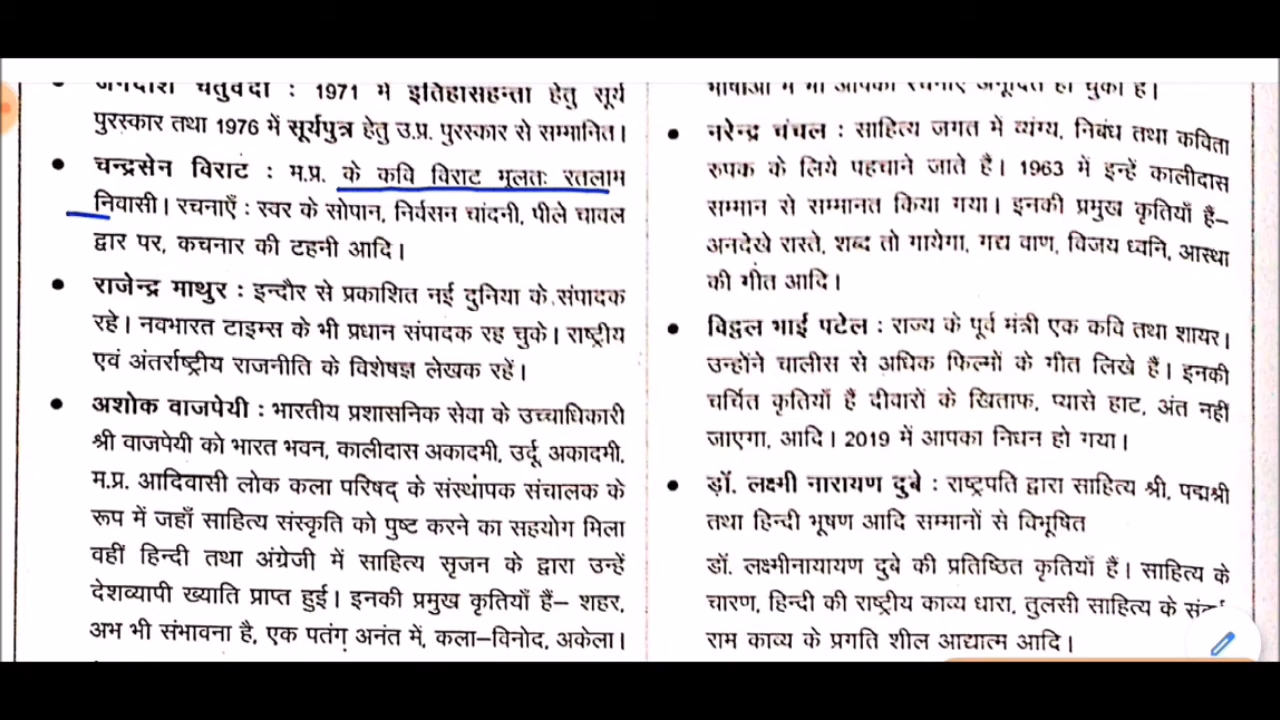 जगदीश चतुर्वेदी : 1971 में इतिहासहन्ता हेतु सूर्य
पुरस्कार तथा 1976 में सूर्यपुत्र हेतु उ.प्र. पुरस्कार से सम्मानित।
• चन्द्रसेन विराट : म.प्र. के कवि विराट मूलतः रतलाम
निवासी। रचनाएँ : स्वर के सोपान, निर्वसन चांदनी, पीले चावल
द्वार पर, कचनार की टहनी आदि।
• राजेन्द्र माथुर : इन्दौर से प्रकाशित नई दुनिया के संपादक
रहे। नवभारत टाइम्स के भी प्रधान संपादक रह चुके। राष्ट्रीय
एवं अंतर्राष्ट्रीय राजनीति के विशेषज्ञ लेखक रहें।
• अशोक वाजपेयी : भारतीय प्रशासनिक सेवा के उच्चाधिकारी
श्री वाजपेयी को भारत भवन, कालीदास अकादमी, उर्दू अकादमी,
म.प्र. आदिवासी लोक कला परिषद् के संस्थापक संचालक के
रूप में जहाँ साहित्य संस्कृति को पुष्ट करने का सहयोग मिला
वहीं हिन्दी तथा अंग्रेजी में साहित्य सृजन के द्वारा उन्हें
देशव्यापी ख्याति प्राप्त हुई। इनकी प्रमुख कृतियाँ हैं– शहर,
अभ भी संभावना है, एक पतंग अनंत में, कला–विनोद, अकेला।
भाषाओं में भी आपकी रचनाएं अनूदित हो चुकी हैं।
• नरेन्द्र चंचल : साहित्य जगत में व्यंग्य, निबंध तथा कविता
रुपक के लिये पहचाने जाते है। 1963 में इन्हें कालीदास
सम्मान से सम्मानत किया गया। इनकी प्रमुख कृतियाँ हैं–
अनदेखे रास्ते, शब्द तो गायेगा, गद्य वाण, विजय ध्वनि, आस्था
की गीत आदि।
• विट्ठल भाई पटेल : राज्य के पूर्व मंत्री एक कवि तथा शायर।
उन्होंने चालीस से अधिक फिल्मों के गीत लिखे हैं। इनकी
चर्चित कृतियाँ हैं दीवारों के खिताफ, प्यासे हाट, अंत नहीं
जाएगा, आदि। 2019 में आपका निधन हो गया।
• ड़ॉ. लक्ष्मी नारायण दुबे : राष्ट्रपति द्वारा साहित्य श्री, पद्मश्री
तथा हिन्दी भूषण आदि सम्मानों से विभूषित
डॉ. लक्ष्मीनायायण दुबे की प्रतिष्ठित कृतियाँ हैं। साहित्य के
चारण, हिन्दी की राष्ट्रीय काव्य धारा, तुलसी साहित्य के
राम काव्य के प्रगति शील आद्यात्म आदि।